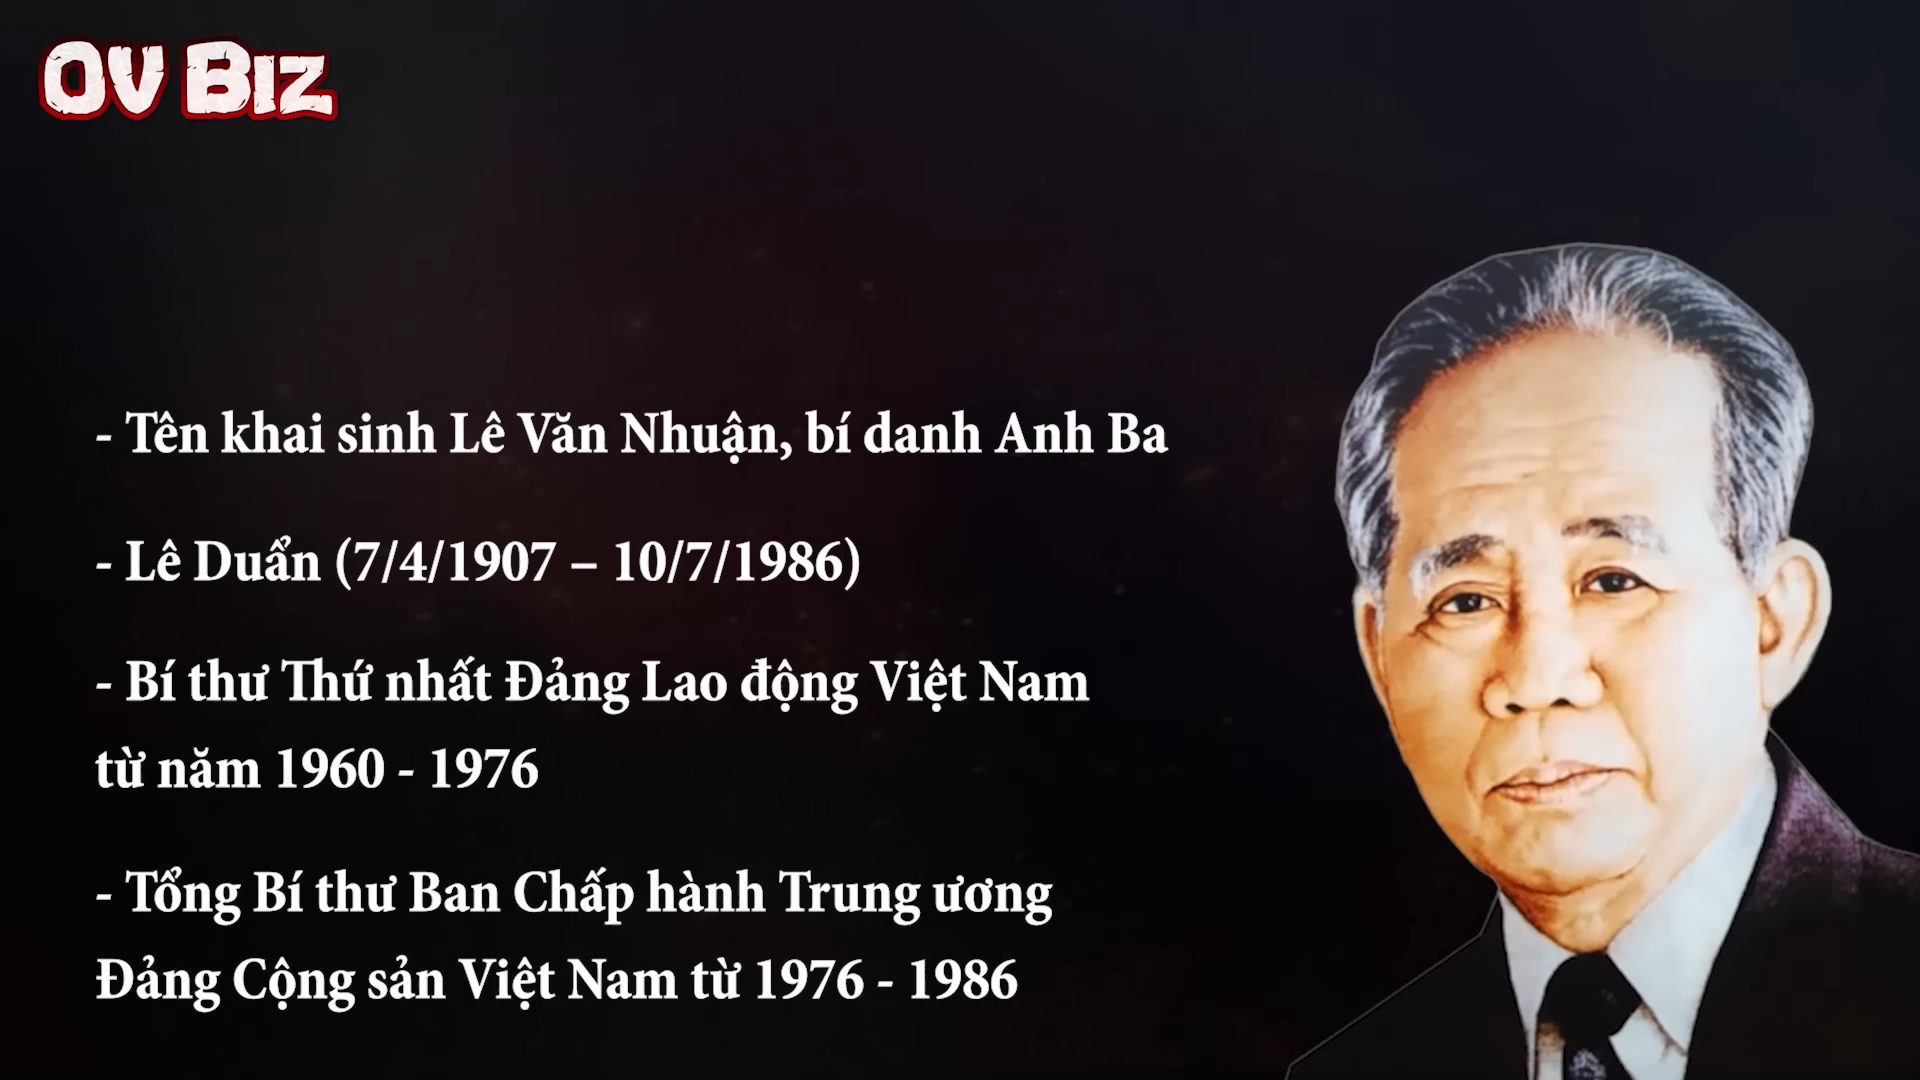 OV BIZ
- Tên khai sinh Lê Văn Nhuận, bí danh Anh Ba
- Lê Duẩn (7/4/1907 – 10/7/1986)
- Bí thư Thứ nhất Đảng Lao động Việt Nam
từ năm 1960 - 1976
- Tổng Bí thư Ban Chấp hành Trung ương
Đảng Cộng sản Việt Nam từ 1976 - 1986